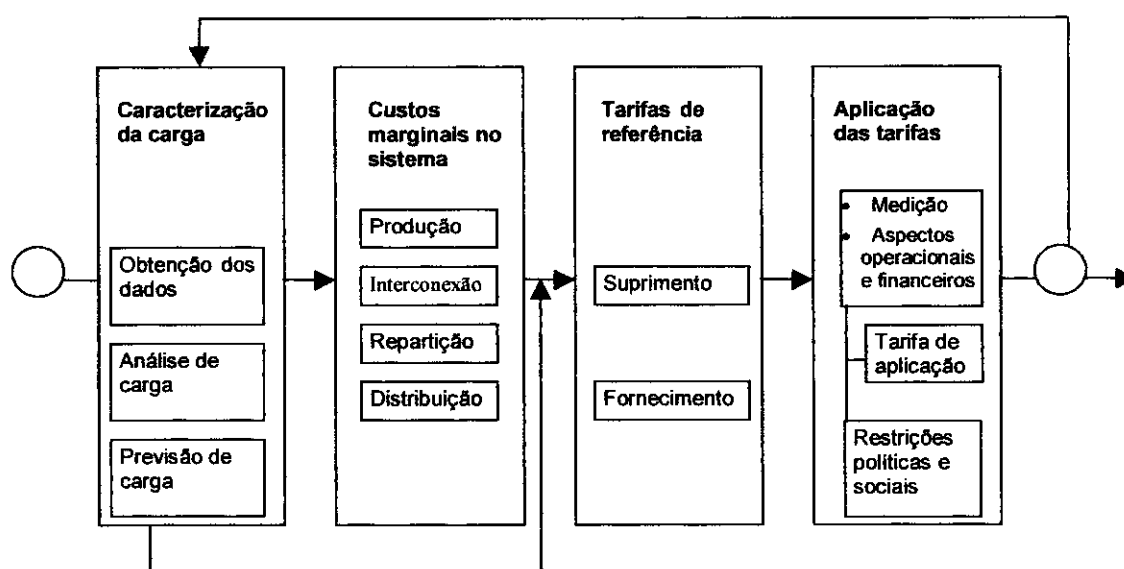 Caracterização
da carga
Obtenção dos
dados
Análise de
carga
Previsão de
carga
Custos
marginais no
sistema
Produção
Interconexão
Repartição
Distribuição
Tarifas de
referência
Suprimento
Fornecimento
Aplicação
das tarifas
• Medição
• Aspectos
operacionais
e financeiros
Tarifa de
aplicação
Restrições
políticas e
sociais